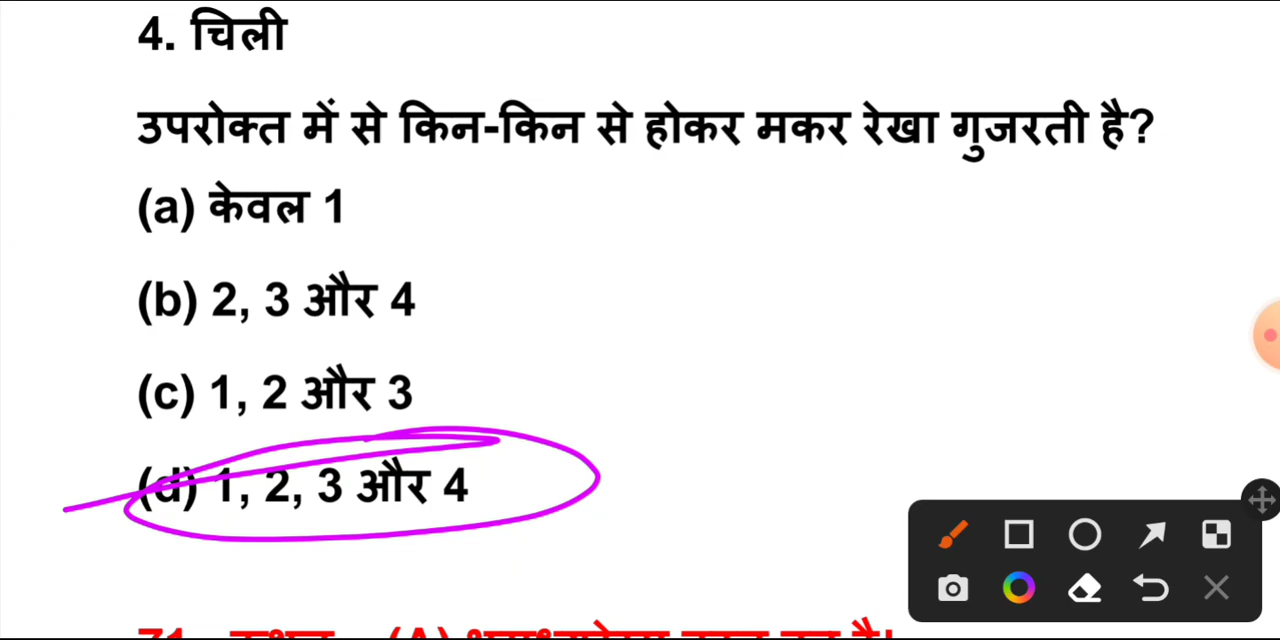 4. चिली
उपरोक्त में से किन-किन से होकर मकर रेखा गुजरती है?
(a) केवल 1
(b) 2, 3 और 4
(c) 1, 2 और 3
(d) 1, 2, 3 और 4